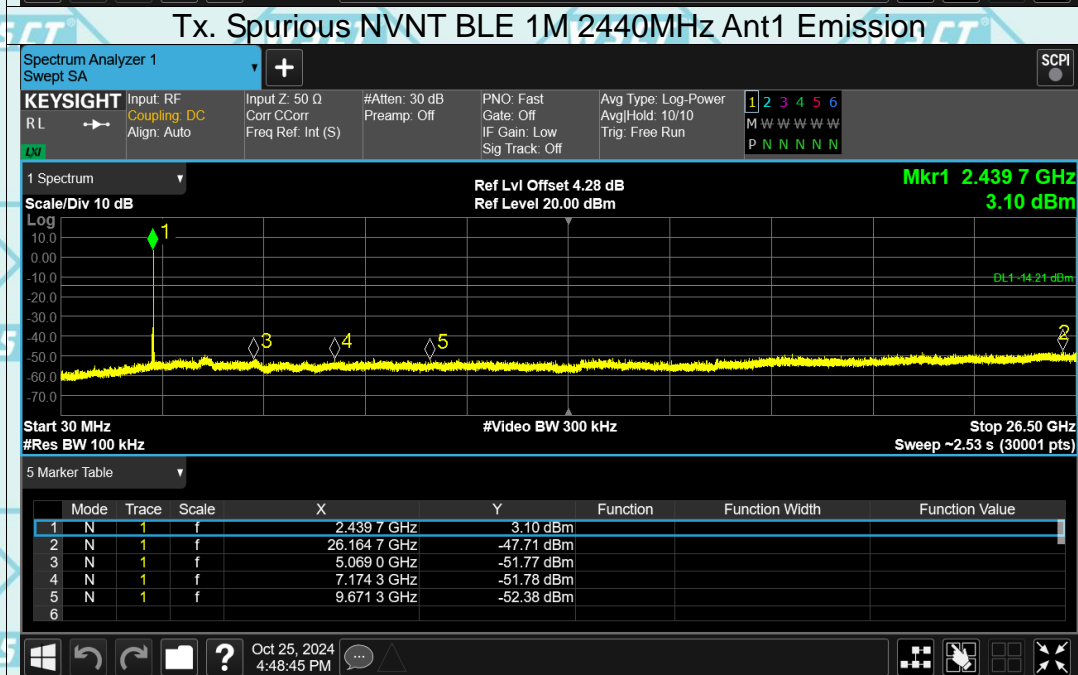 Tx. Spurious NVNT BLE 1M 2440MHz Ant1 Emission
Spectrum Analyzer 1
Swept SA
+
SCPI
KEYSIGHT
R L
LXI
Input: RF
Coupling: DC
Align: Auto
Input Z: 50 Ω
Corr CCorr
Freq Ref: Int (S)
#Atten: 30 dB
Preamp: Off
PNO: Fast
Gate: Off
IF Gain: Low
Sig Track: Off
Avg Type: Log-Power
Avg|Hold: 10/10
Trig: Free Run
1 2 3 4 5 6
M W W W W W
P N N N N N
1 Spectrum
Scale/Div 10 dB
Ref Lvl Offset 4.28 dB
Ref Level 20.00 dBm
Mkr1 2.439 7 GHz
3.10 dBm
Log
10.0
0.00
-10.0
-20.0
-30.0
-40.0
-50.0
-60.0
-70.0
1
DL1 -14.21 dBm
3
4
5
2
Start 30 MHz
#Video BW 300 kHz
Stop 26.50 GHz
#Res BW 100 kHz
Sweep ~2.53 s (30001 pts)
5 Marker Table
Mode Trace Scale X Y Function Function Width Function Value
1 N 1 f 2.439 7 GHz 3.10 dBm
2 N 1 f 26.164 7 GHz -47.71 dBm
3 N 1 f 5.069 0 GHz -51.77 dBm
4 N 1 f 7.174 3 GHz -51.78 dBm
5 N 1 f 9.671 3 GHz -52.38 dBm
6
?
Oct 25, 2024
4:48:45 PM